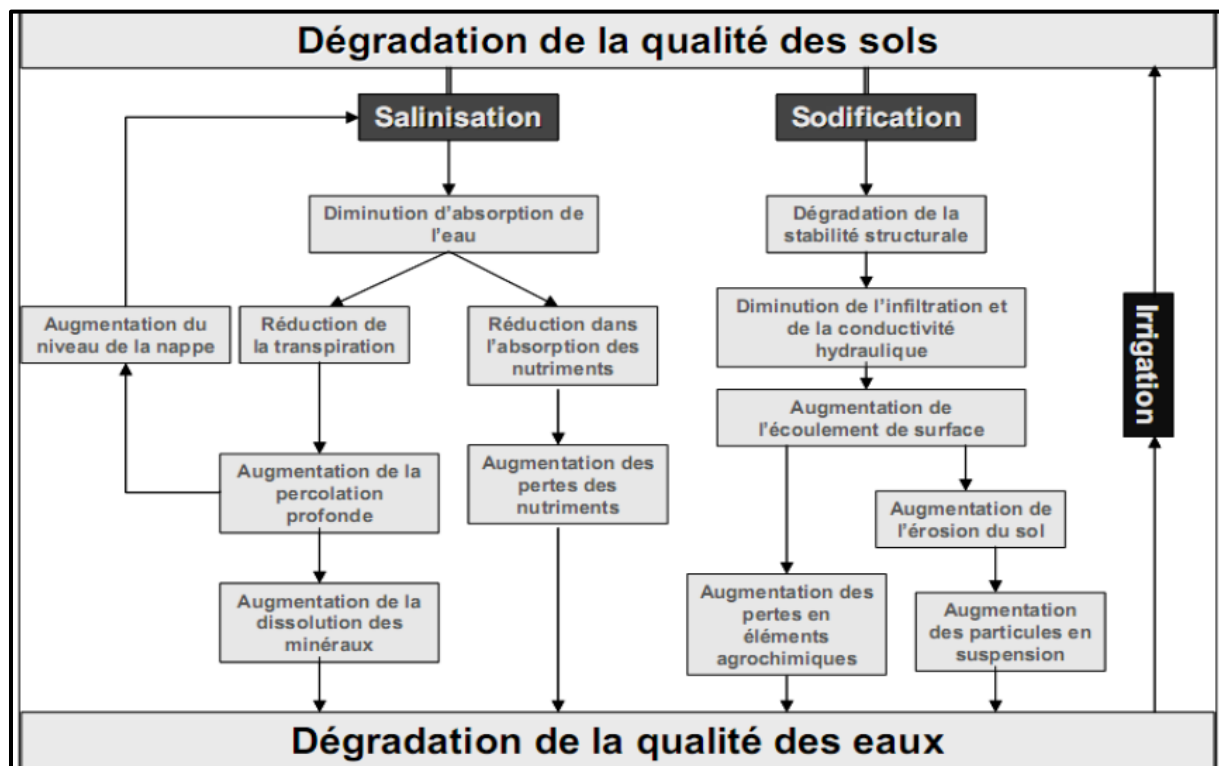 Dégradation de la qualité des sols
Salinisation
Sodification
Diminution d'absorption de
l'eau
Dégradation de la
stabilité structurale
Augmentation du
niveau de la nappe
Réduction de
la transpiration
Réduction dans
l'absorption des
nutriments
Diminution de l'infiltration et
de la conductivité
hydraulique
Irrigation
Augmentation de
l'écoulement de surface
Augmentation de la
percolation
profonde
Augmentation des
pertes des
nutriments
Augmentation de
l'érosion du sol
Augmentation de la
dissolution des
minéraux
Augmentation des
pertes en
éléments
agrochimiques
Augmentation
des particules en
suspension
Dégradation de la qualité des eaux